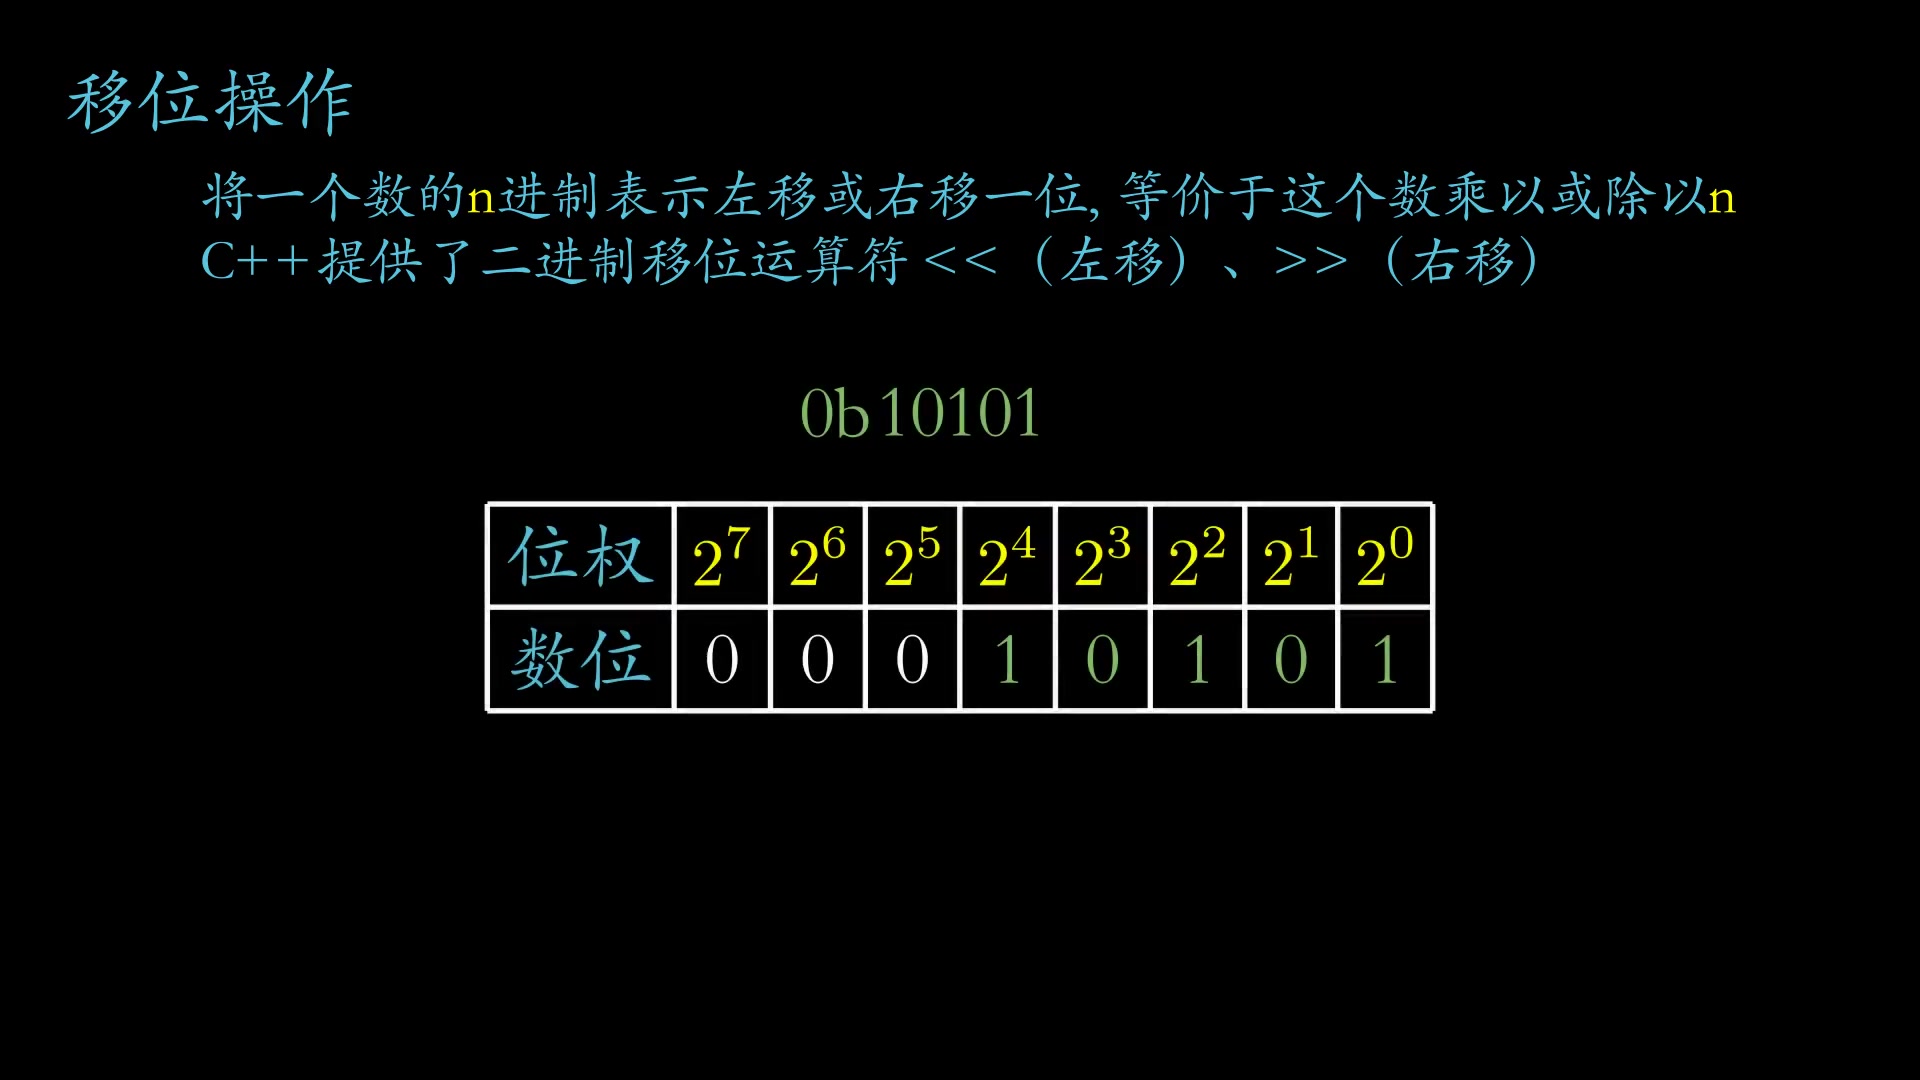 移位操作
将一个数的n进制表示左移或右移一位, 等价于这个数乘以或除以n
C++提供了二进制移位运算符 <<（左移）、>>（右移）
0b10101
位权 2^7 2^6 2^5 2^4 2^3 2^2 2^1 2^0
数位 0 0 0 1 0 1 0 1